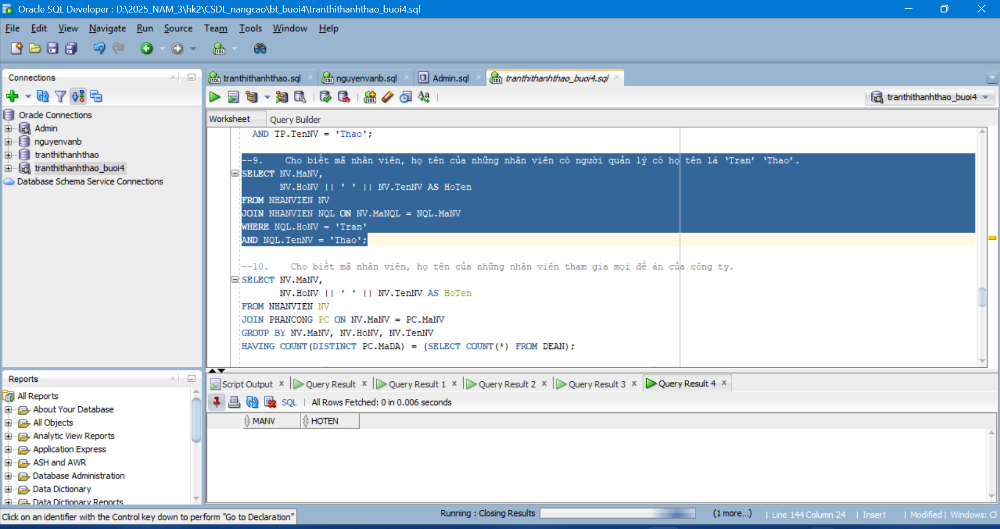 Oracle SQL Developer : D:\2025_NAM_3\hk2\CSDL_nangcao\bt_buoi4\tranthithanhthao_buoi4.sql
File Edit View Navigate Run Source Team Tools Window Help
Connections
Oracle Connections
Admin
nguyenvanb
tranthithanhthao
tranthithanhthao_buoi4
Database Schema Service Connections
Reports
All Reports
About Your Database
All Objects
Analytic View Reports
Application Express
ASH and AWR
Database Administration
Data Dictionary
Data Dictionary Reports
tranthithanhthao.sql nguyenvanb.sql Admin.sql tranthithanhthao_buoi4.sql
tranthithanhthao_buoi4
Worksheet Query Builder
AND TP.TenNV = 'Thao';
--9. Cho biết mã nhân viên, họ tên của những nhân viên có người quản lý có họ tên là ‘Tran’ ‘Thao’.
SELECT NV.MaNV,
NV.HoNV || ' ' || NV.TenNV AS HoTen
FROM NHANVIEN NV
JOIN NHANVIEN NQL ON NV.MaNQL = NQL.MaNV
WHERE NQL.HoNV = 'Tran'
AND NQL.TenNV = 'Thao';
--10. Cho biết mã nhân viên, họ tên của những nhân viên tham gia mọi đề án của công ty.
SELECT NV.MaNV,
NV.HoNV || ' ' || NV.TenNV AS HoTen
FROM NHANVIEN NV
JOIN PHANCONG PC ON NV.MaNV = PC.MaNV
GROUP BY NV.MaNV, NV.HoNV, NV.TenNV
HAVING COUNT(DISTINCT PC.MaDA) = (SELECT COUNT(*) FROM DEAN);
Script Output Query Result Query Result 1 Query Result 2 Query Result 3 Query Result 4
SQL | All Rows Fetched: 0 in 0.006 seconds
MANV HOTEN
Click on an identifier with the Control key down to perform "Go to Declaration"
Running : Closing Results (1 more...) | Line 144 Column 24 | Insert | Modified | Windows: